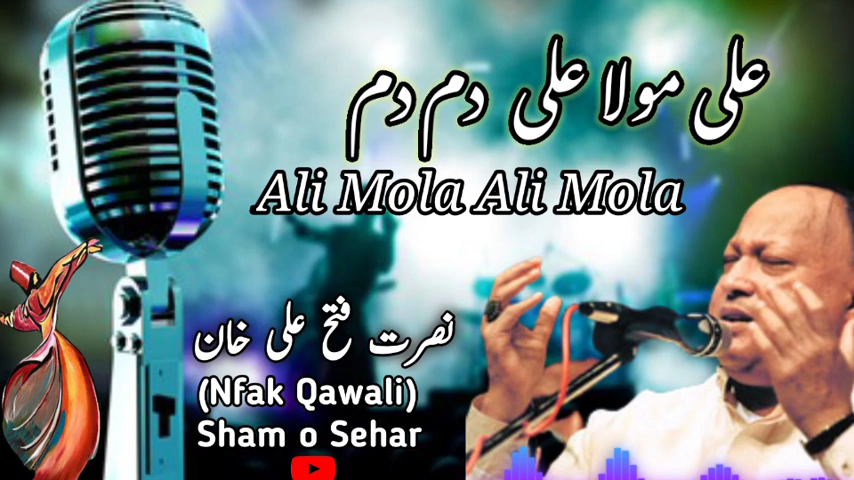 علی مولا علی دم دم
Ali Mola Ali Mola
نصرت فتح علی خان
(Nfak Qawali)
Sham o Sehar